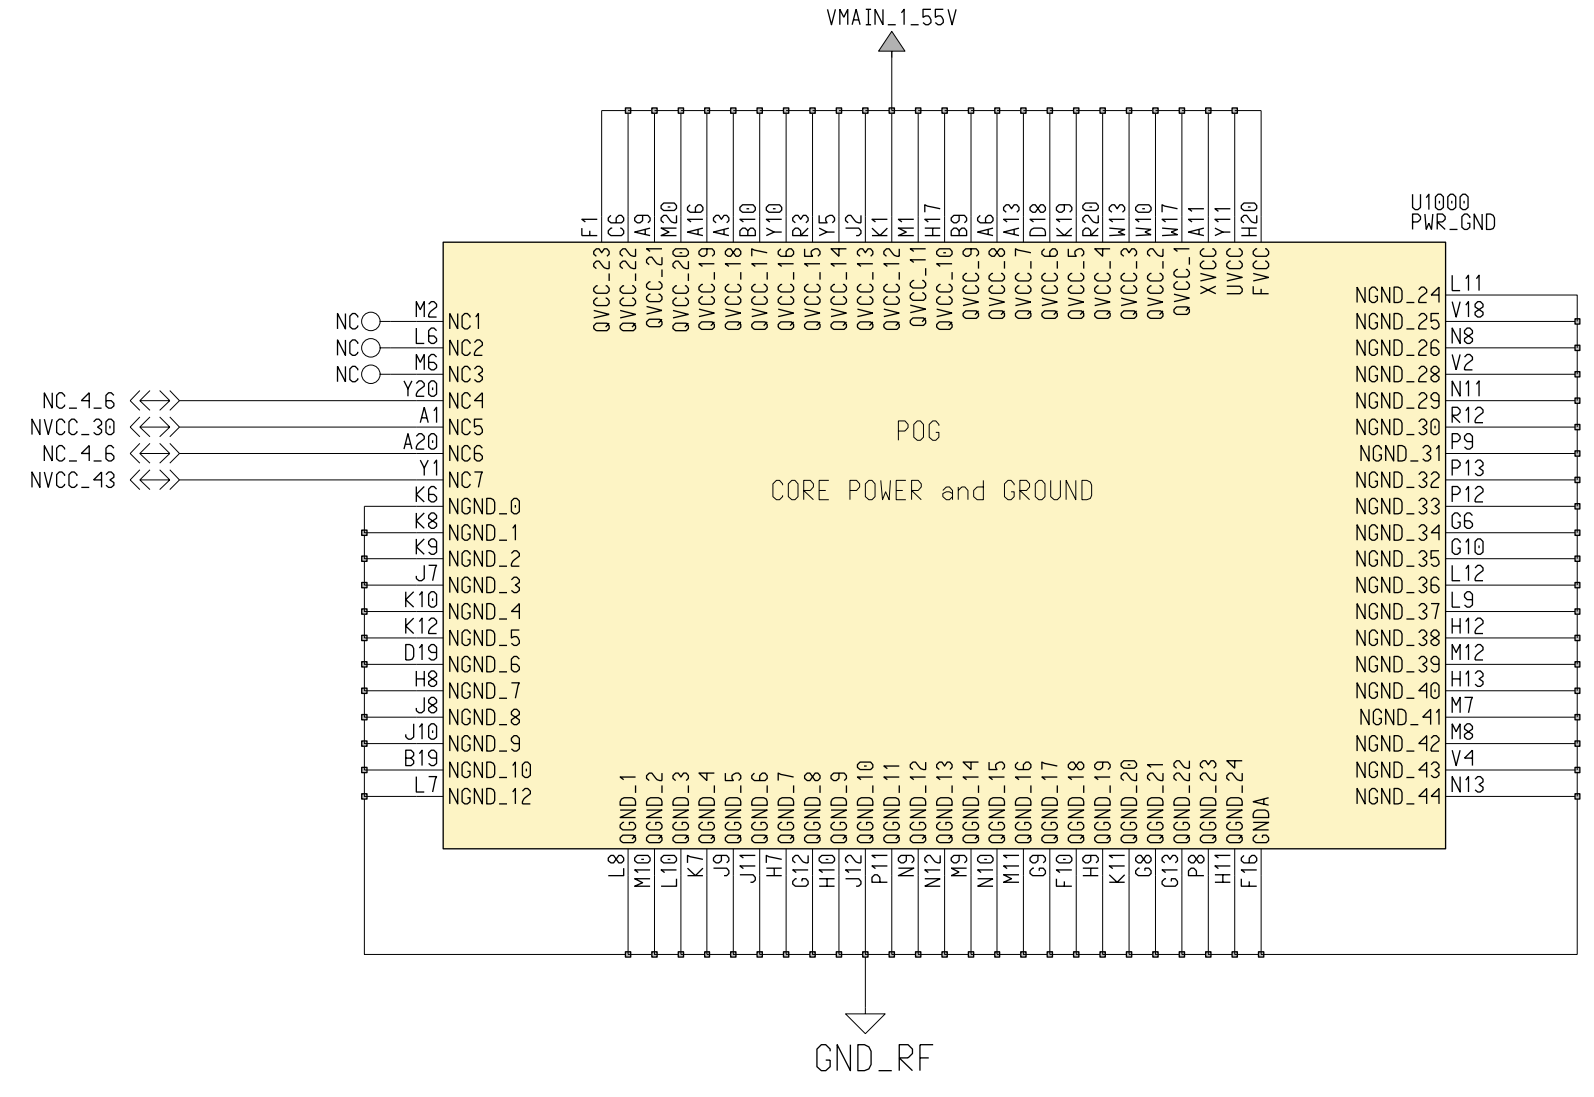 VMAIN_1_55V
F1 C6 A9 M20 A16 A3 B10 Y10 R3 Y5 J2 K1 M1 H17 B9 A6 A13 D18 K19 R20 W13 W10 W17 A11 Y11 H20
U1000
PWR_GND
QVCC_23 QVCC_22 QVCC_21 QVCC_20 QVCC_19 QVCC_18 QVCC_17 QVCC_16 QVCC_15 QVCC_14 QVCC_13 QVCC_12 QVCC_11 QVCC_10 QVCC_9 QVCC_8 QVCC_7 QVCC_6 QVCC_5 QVCC_4 QVCC_3 QVCC_2 QVCC_1 XVCC UVCC FVCC
NC M2 NC1
NC L6 NC2
NC M6 NC3
NC_4_6 Y20 NC4
NVCC_30 A1 NC5
NC_4_6 A20 NC6
NVCC_43 Y1 NC7
K6 NGND_0
K8 NGND_1
K9 NGND_2
J7 NGND_3
K10 NGND_4
K12 NGND_5
D19 NGND_6
H8 NGND_7
J8 NGND_8
J10 NGND_9
B19 NGND_10
L7 NGND_12
POG
CORE POWER and GROUND
NGND_24 L11
NGND_25 V18
NGND_26 N8
NGND_28 V2
NGND_29 N11
NGND_30 R12
NGND_31 P9
NGND_32 P13
NGND_33 P12
NGND_34 G6
NGND_35 G10
NGND_36 L12
NGND_37 L9
NGND_38 H12
NGND_39 M12
NGND_40 H13
NGND_41 M7
NGND_42 M8
NGND_43 V4
NGND_44 N13
QGND_1 QGND_2 QGND_3 QGND_4 QGND_5 QGND_6 QGND_7 QGND_8 QGND_9 QGND_10 QGND_11 QGND_12 QGND_13 QGND_14 QGND_15 QGND_16 QGND_17 QGND_18 QGND_19 QGND_20 QGND_21 QGND_22 QGND_23 QGND_24 GNDA
L8 M10 L10 K7 J9 J11 H7 G12 H10 J12 P11 N9 N12 M9 N10 M11 G9 F10 H9 K11 G8 G13 P8 H11 F16
GND_RF